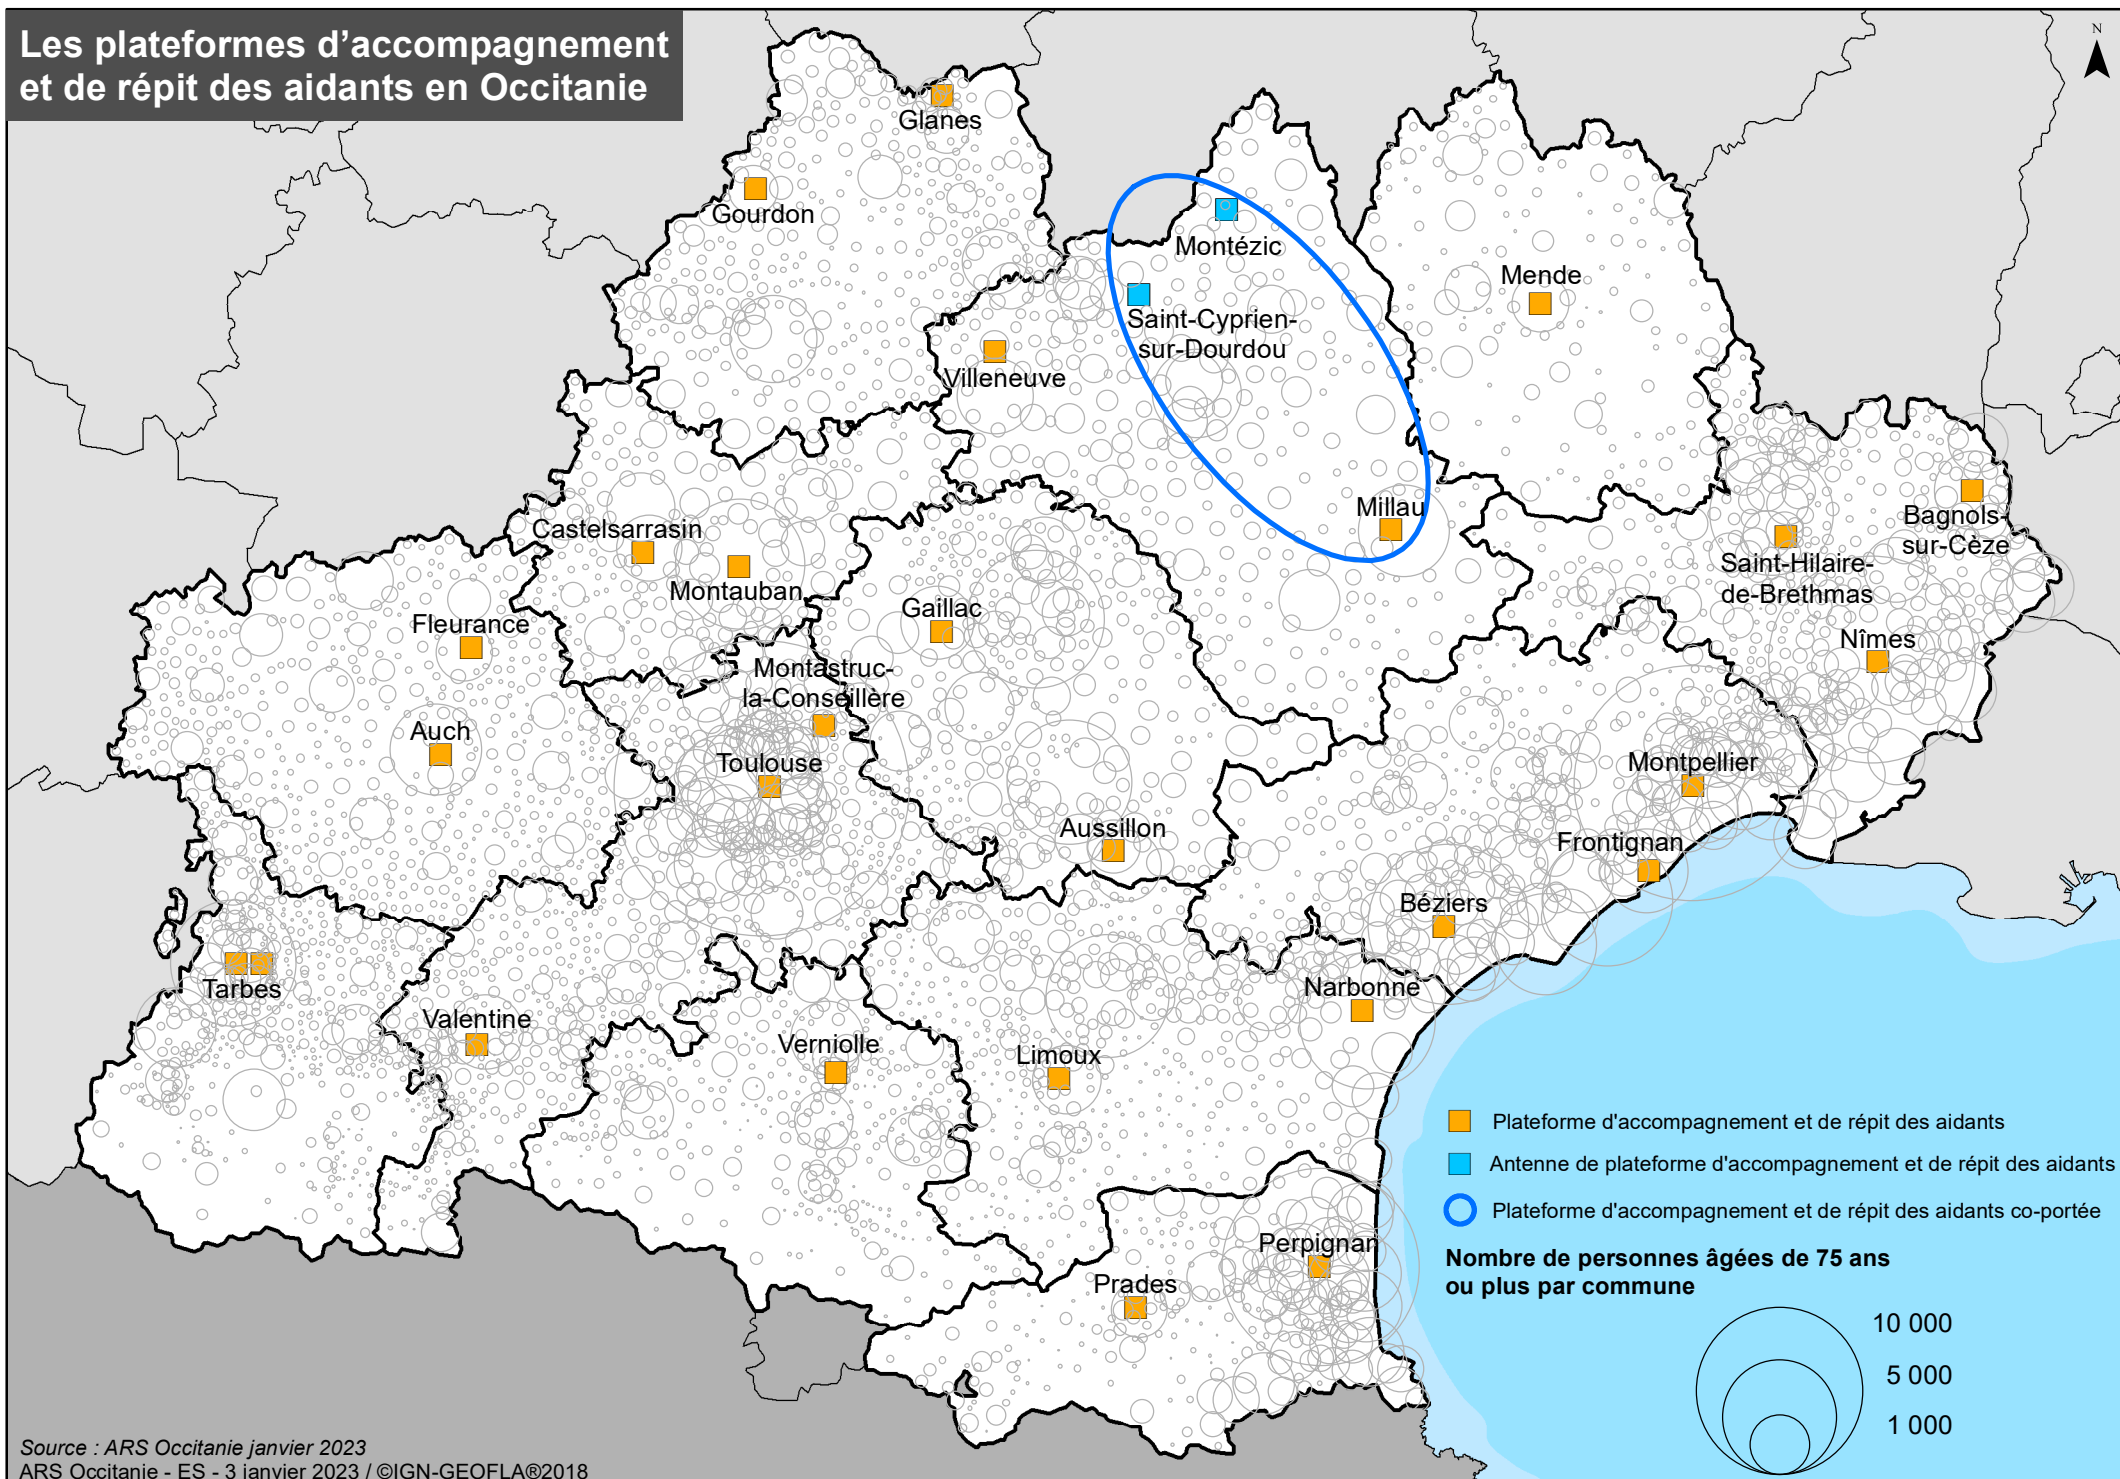 Les plateformes d'accompagnement
et de répit des aidants en Occitanie
N
Glanes
Gourdon
Montézic
Mende
Saint-Cyprien-
sur-Dourdou
Villeneuve
Millau
Castelsarrasin
Montauban
Bagnols-
sur-Cèze
Saint-Hilaire-
de-Brethmas
Gaillac
Fleurance
Nîmes
Montastruc-
la-Conseillère
Auch
Toulouse
Montpellier
Aussillon
Frontignan
Béziers
Tarbes
Narbonne
Valentine
Verniolle
Limoux
Perpignan
Prades
Plateforme d'accompagnement et de répit des aidants
Antenne de plateforme d'accompagnement et de répit des aidants
Plateforme d'accompagnement et de répit des aidants co-portée
Nombre de personnes âgées de 75 ans
ou plus par commune
10 000
5 000
1 000
Source : ARS Occitanie janvier 2023
ARS Occitanie - ES - 3 janvier 2023 / ©IGN-GEOFLA®2018